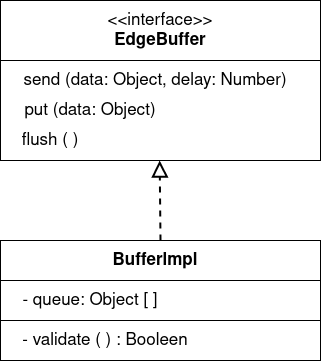 <<interface>>
EdgeBuffer
send (data: Object, delay: Number)
put (data: Object)
flush ( )
BufferImpl
- queue: Object [ ]
- validate ( ) : Booleen